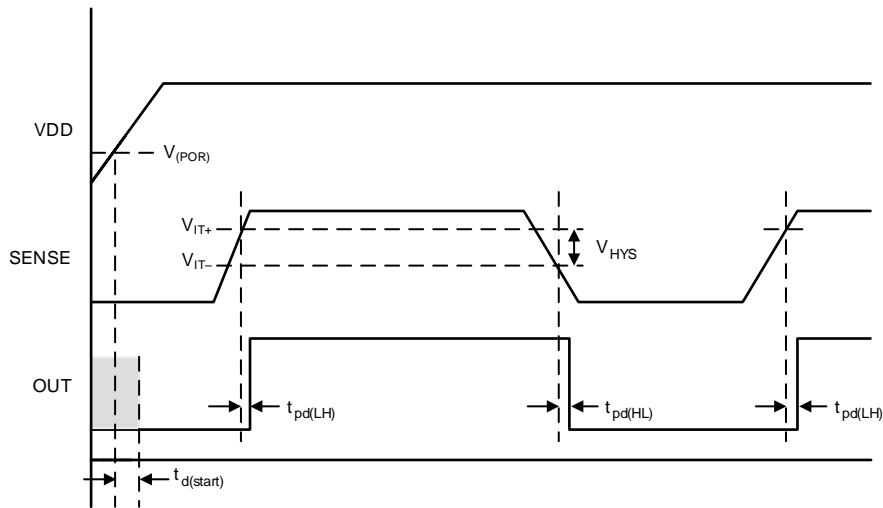 VDD
V(POR)
VIT+
VIT–
SENSE
VHYS
OUT
tpd(LH)
tpd(HL)
tpd(LH)
td(start)